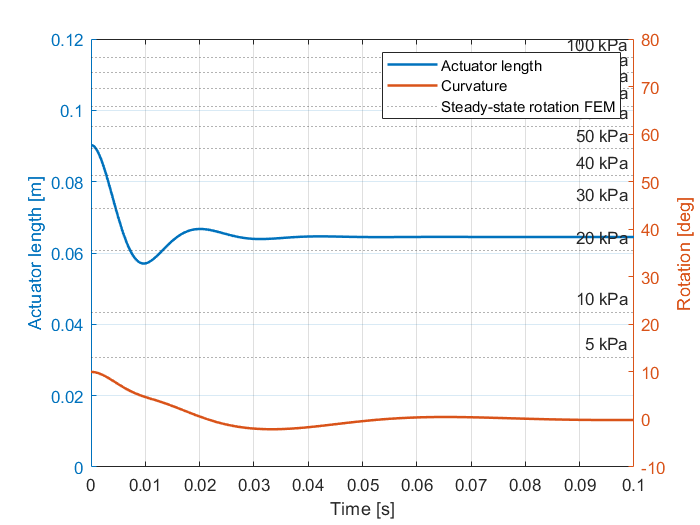 0.12
0.1
0.08
0.06
0.04
0.02
0
Actuator length [m]
100 kPa
50 kPa
40 kPa
30 kPa
20 kPa
10 kPa
5 kPa
Actuator length
Curvature
Steady-state rotation FEM
80
70
60
50
40
30
20
10
0
-10
Rotation [deg]
0 0.01 0.02 0.03 0.04 0.05 0.06 0.07 0.08 0.09 0.1
Time [s]